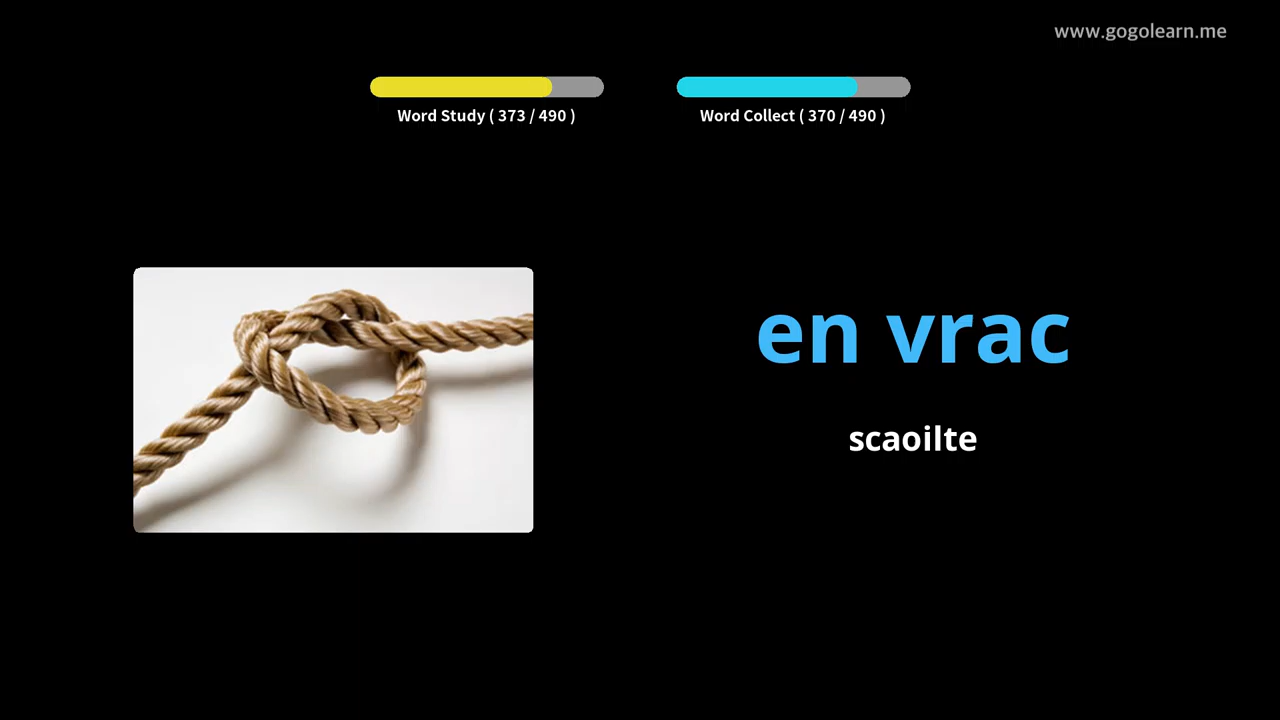 www.gogolearn.me
Word Study ( 373 / 490 )
Word Collect ( 370 / 490 )
en vrac
scaoilte